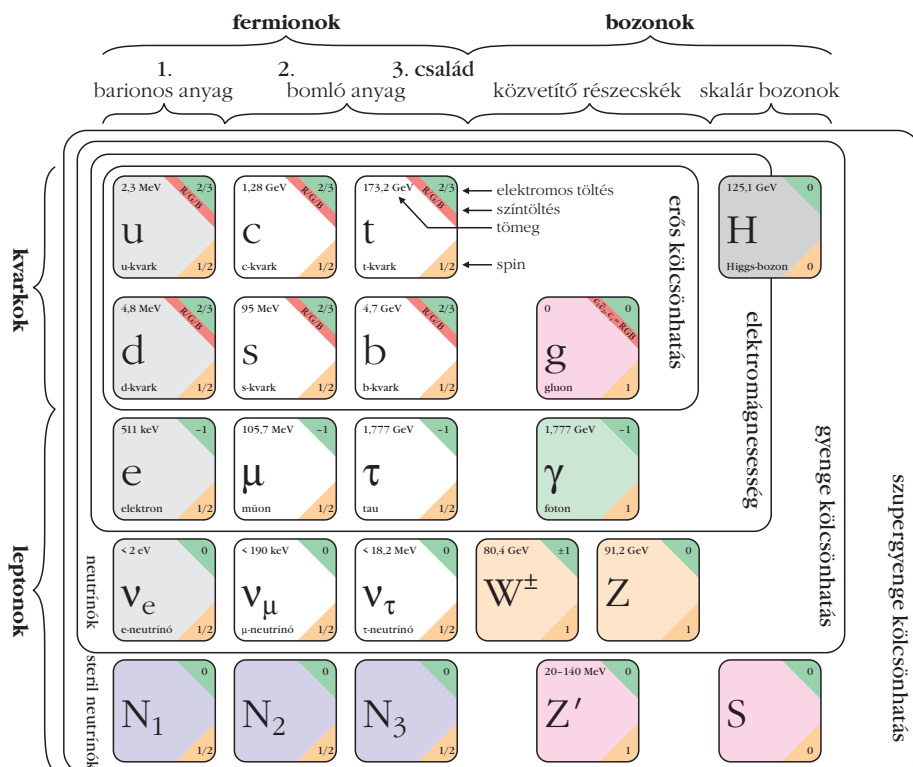 fermionok
bozonok
1.
2.
3. család
barionos anyag
bomló anyag
közvetítő részecskék
skalár bozonok
kvarkok
leptonok
neutrínók
steril neutrínók
2,3 MeV
2/3
R/G/B
u
u-kvark
1/2
1,28 GeV
2/3
R/G/B
c
c-kvark
1/2
173,2 GeV
2/3
R/G/B
t
t-kvark
1/2
elektromos töltés
színtöltés
tömeg
spin
125,1 GeV
0
H
Higgs-bozon
0
4,8 MeV
2/3
R/G/B
d
d-kvark
1/2
95 MeV
2/3
R/G/B
s
s-kvark
1/2
4,7 GeV
2/3
R/G/B
b
b-kvark
1/2
0
0
g
gluon
1
erős kölcsönhatás
511 keV
−1
e
elektron
1/2
105,7 MeV
−1
μ
müon
1/2
1,777 GeV
−1
τ
tau
1/2
1,777 GeV
−1
γ
foton
1
elektromágnesesség
< 2 eV
0
νe
e-neutrínó
1/2
< 190 keV
0
νμ
μ-neutrínó
1/2
< 18,2 MeV
0
ντ
τ-neutrínó
1/2
80,4 GeV
±1
W±
1
91,2 GeV
0
Z
1
gyenge kölcsönhatás
0
N1
1/2
0
N2
1/2
0
N3
1/2
20–140 MeV
0
Z′
1
0
S
0
szupergyenge kölcsönhatás